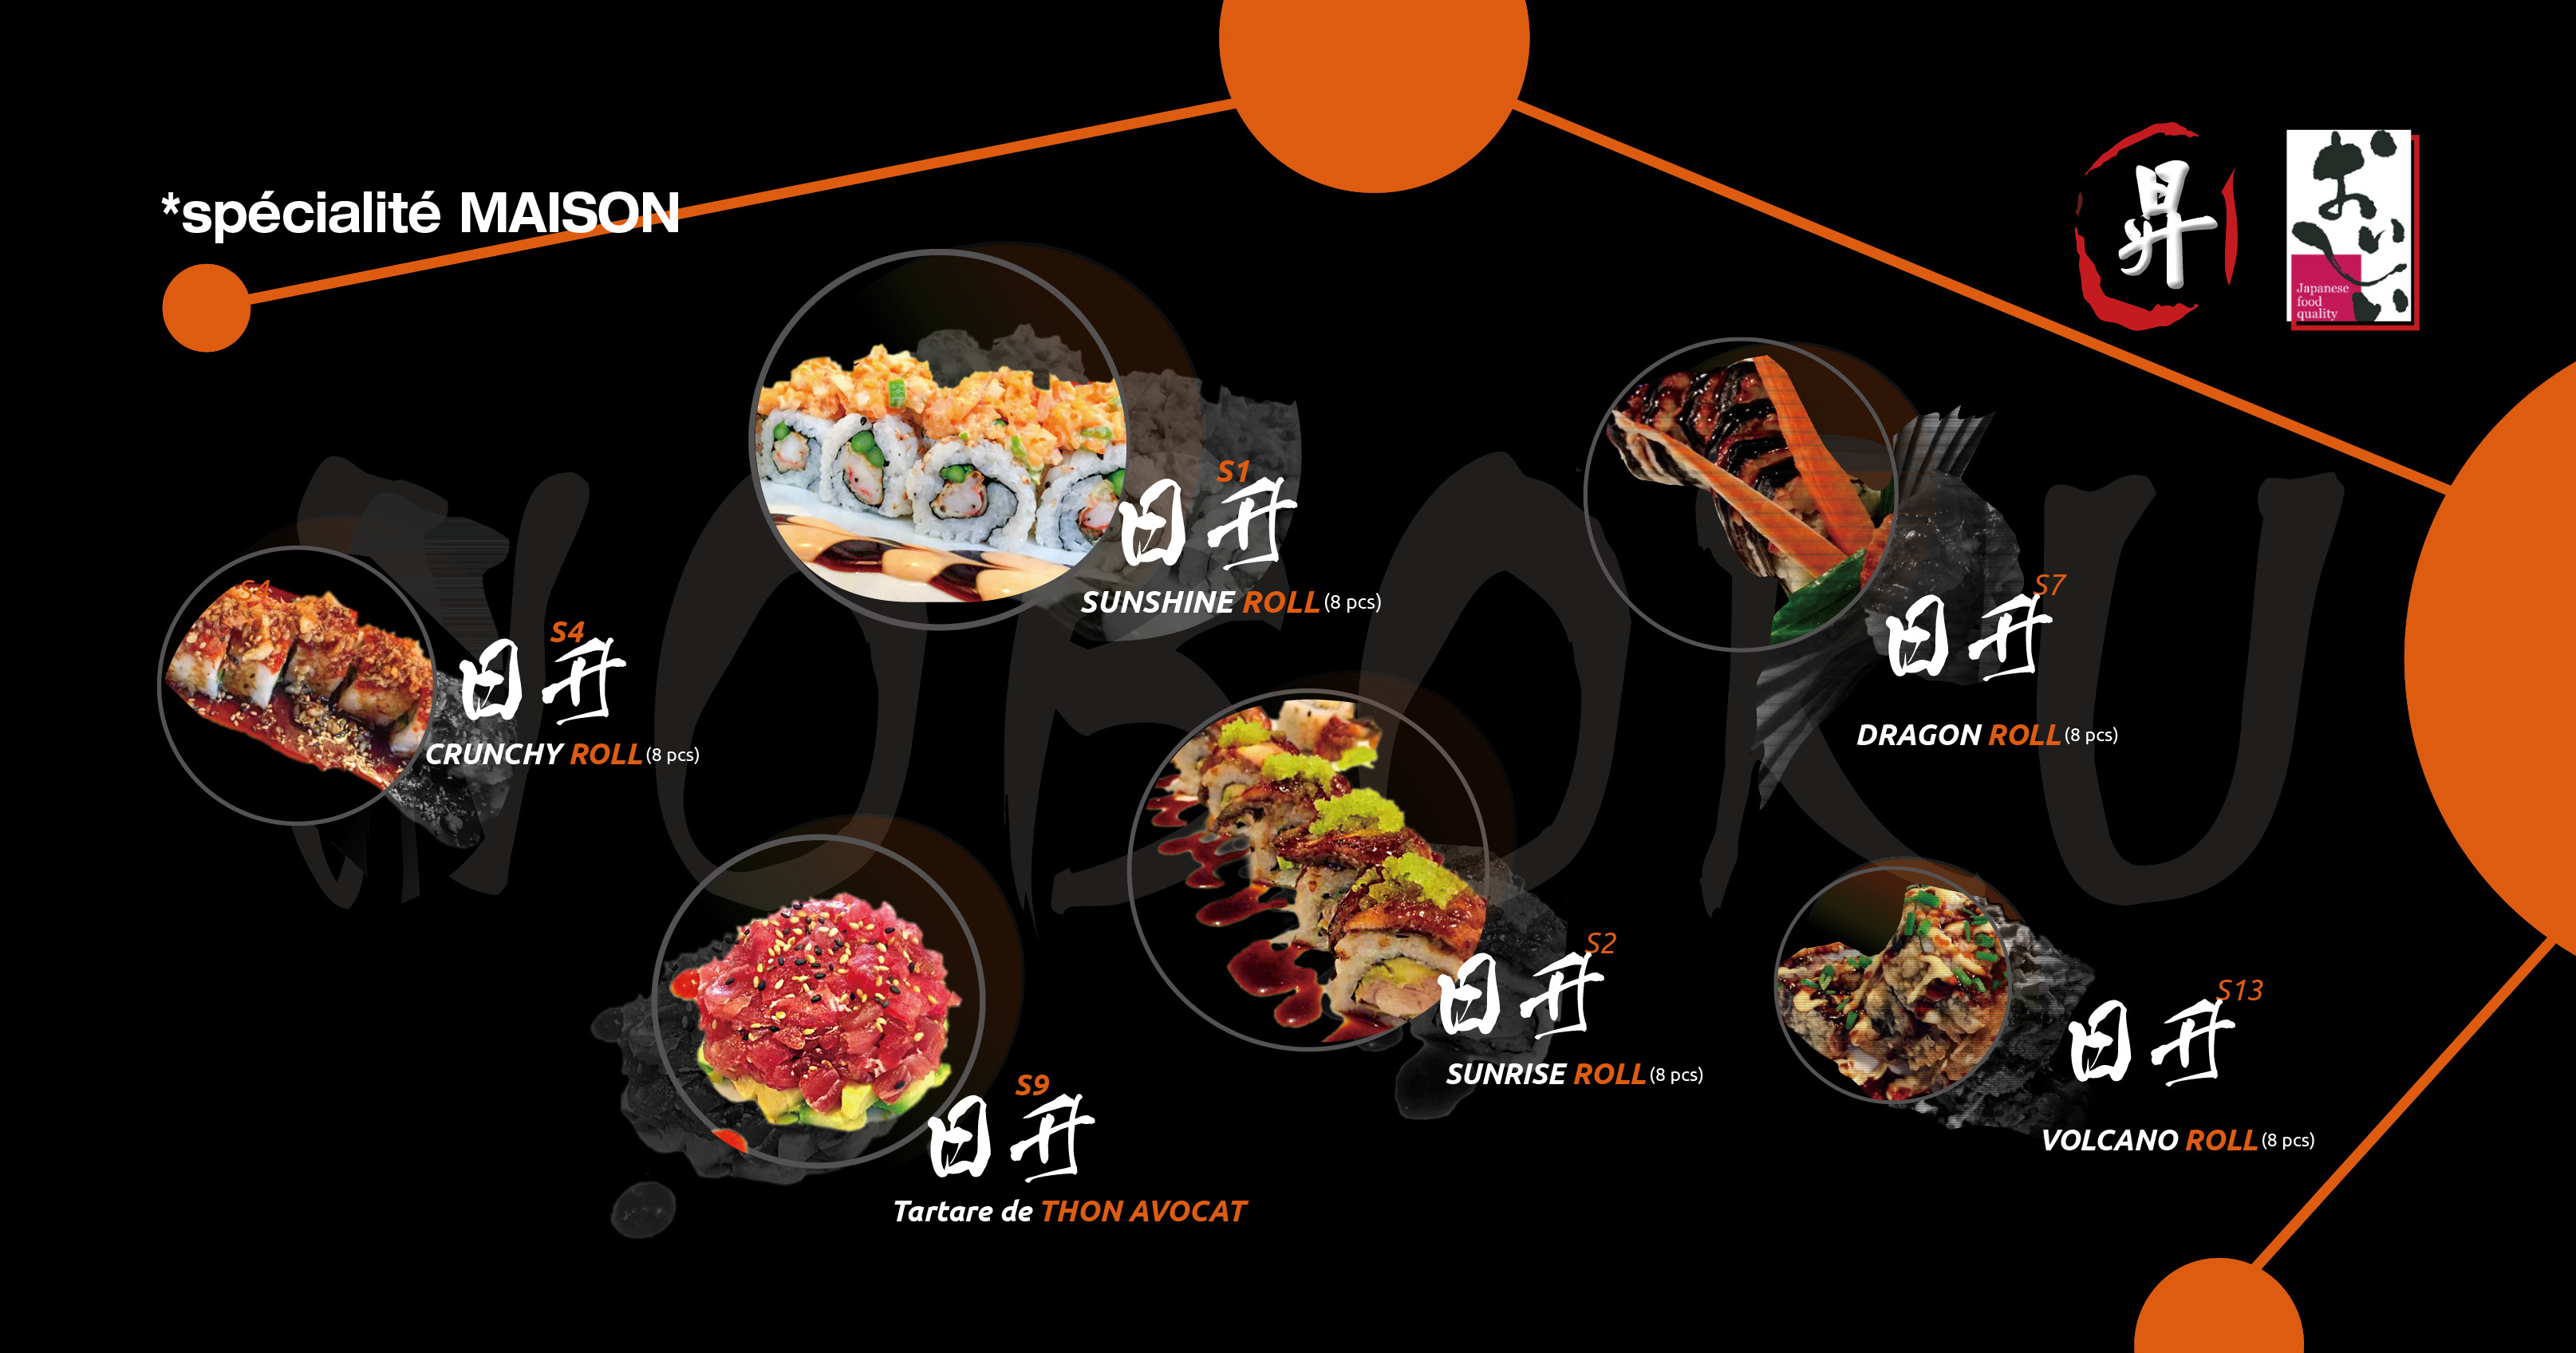 *spécialité MAISON
昇
おいしい
Japanese
food
quality
NOBORU
S1
日升
SUNSHINE ROLL (8 pcs)
S7
日升
DRAGON ROLL (8 pcs)
S4
S4
日升
CRUNCHY ROLL (8 pcs)
S2
日升
SUNRISE ROLL (8 pcs)
S13
日升
VOLCANO ROLL (8 pcs)
S9
日升
Tartare de THON AVOCAT